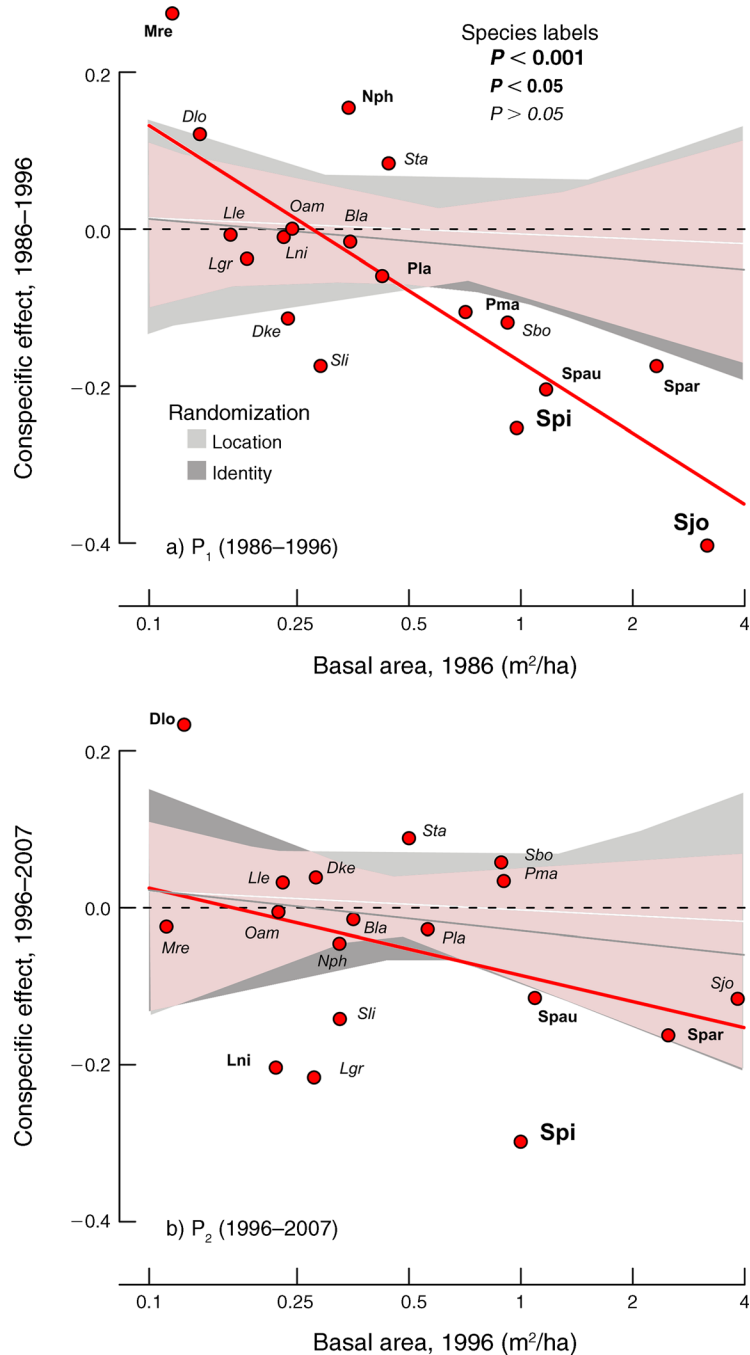 Mre
Species labels
P < 0.001
P < 0.05
P > 0.05
0.2
Nph
Dlo
Sta
Lle
Oam
Bla
0.0
Lgr
Lni
Pla
Dke
Pma
Sbo
Sli
Spau
Spar
−0.2
Randomization
Location
Identity
Spi
Sjo
−0.4
a) P1 (1986–1996)
Conspecific effect, 1986–1996
0.1 0.25 0.5 1 2 4
Basal area, 1986 (m²/ha)
Dlo
0.2
Sta
Sbo
Pma
Lle
Dke
0.0
Oam
Bla
Pla
Mre
Nph
Sjo
Sli
Spau
Spar
−0.2
Lni
Lgr
Spi
−0.4
b) P2 (1996–2007)
Conspecific effect, 1996–2007
0.1 0.25 0.5 1 2 4
Basal area, 1996 (m²/ha)